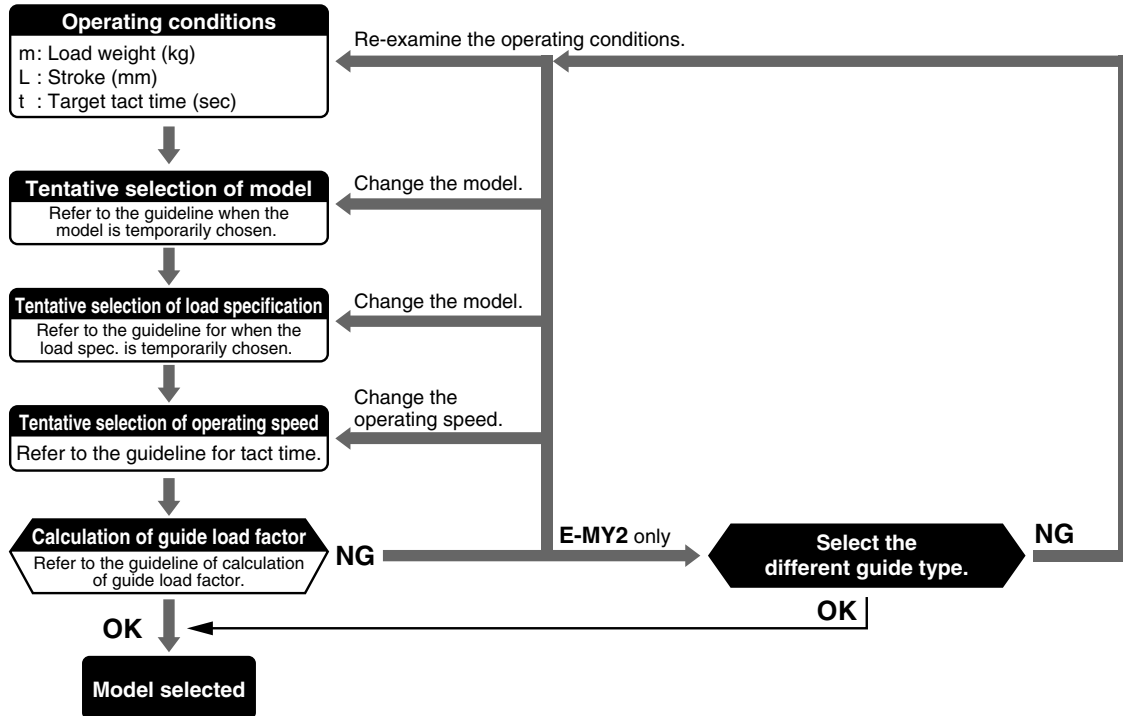 Operating conditions
m: Load weight (kg)
L : Stroke (mm)
t : Target tact time (sec)
Re-examine the operating conditions.
Tentative selection of model
Refer to the guideline when the
model is temporarily chosen.
Change the model.
Tentative selection of load specification
Refer to the guideline for when the
load spec. is temporarily chosen.
Change the model.
Tentative selection of operating speed
Refer to the guideline for tact time.
Change the
operating speed.
Calculation of guide load factor
Refer to the guideline of calculation
of guide load factor.
NG
E-MY2 only
Select the
different guide type.
NG
OK
OK
Model selected